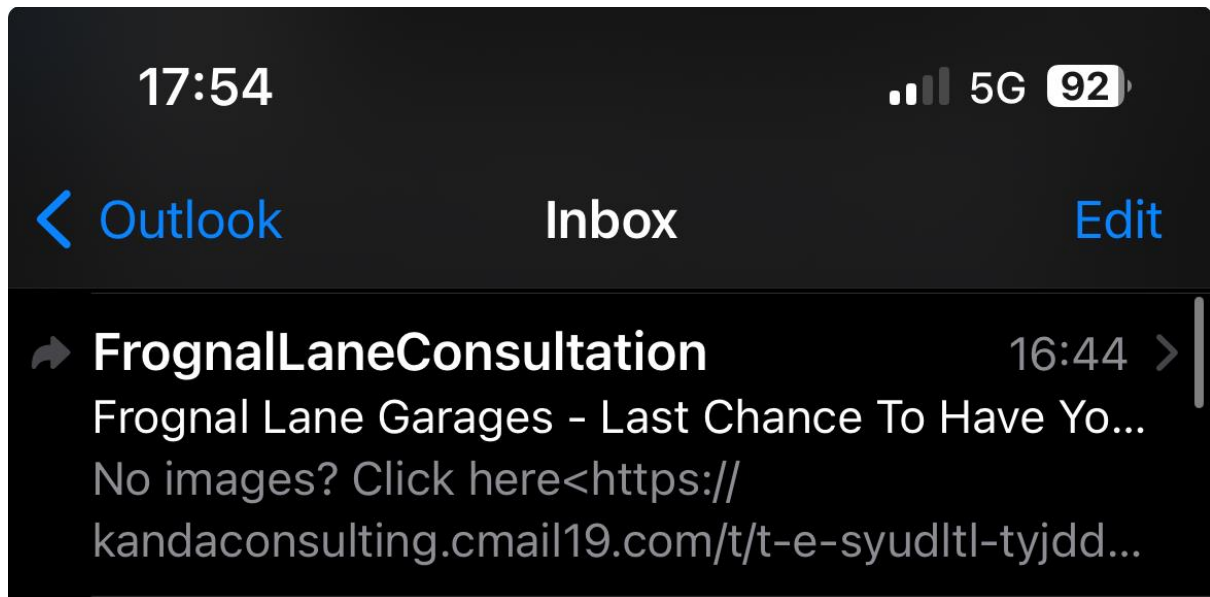 17:54 5G 92
Outlook Inbox Edit
FrognalLaneConsultation 16:44
Frognal Lane Garages - Last Chance To Have Yo...
No images? Click here<https://
kandaconsulting.cmail19.com/t/t-e-syudltl-tyjdd...